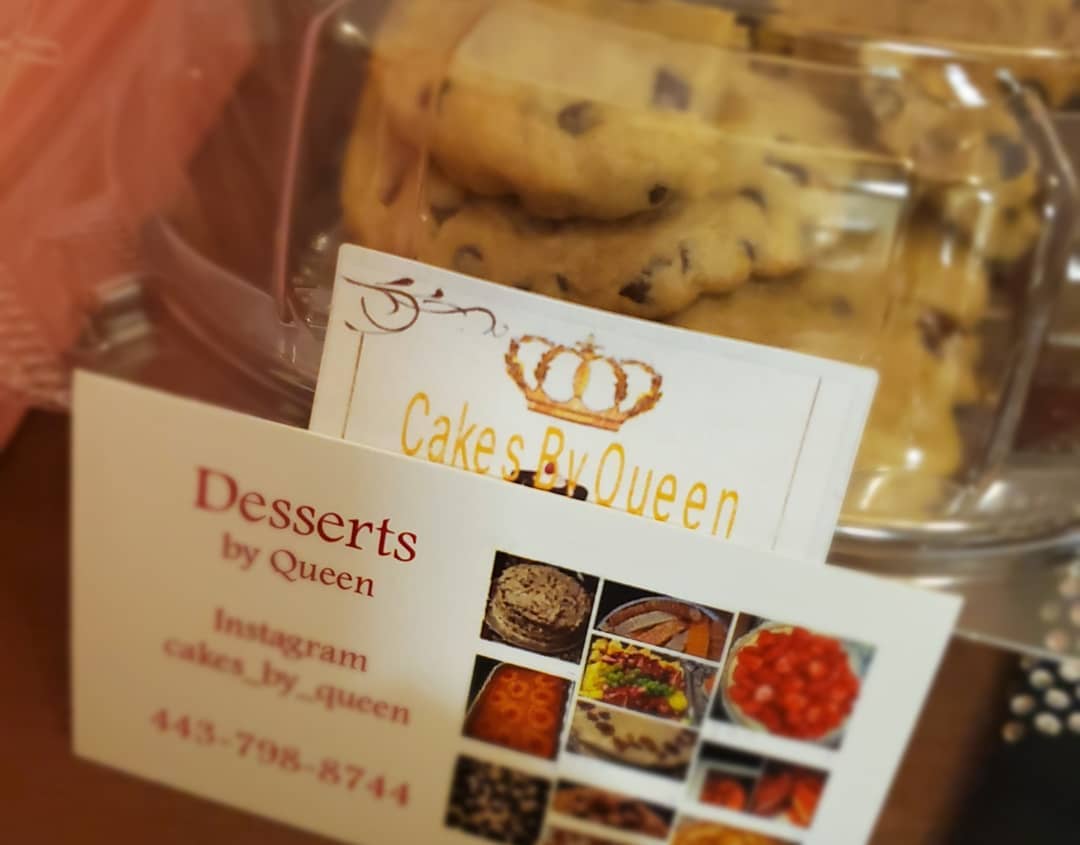 Cakes By Queen
Desserts
by Queen
Instagram
cakes_by_queen
443-798-8744